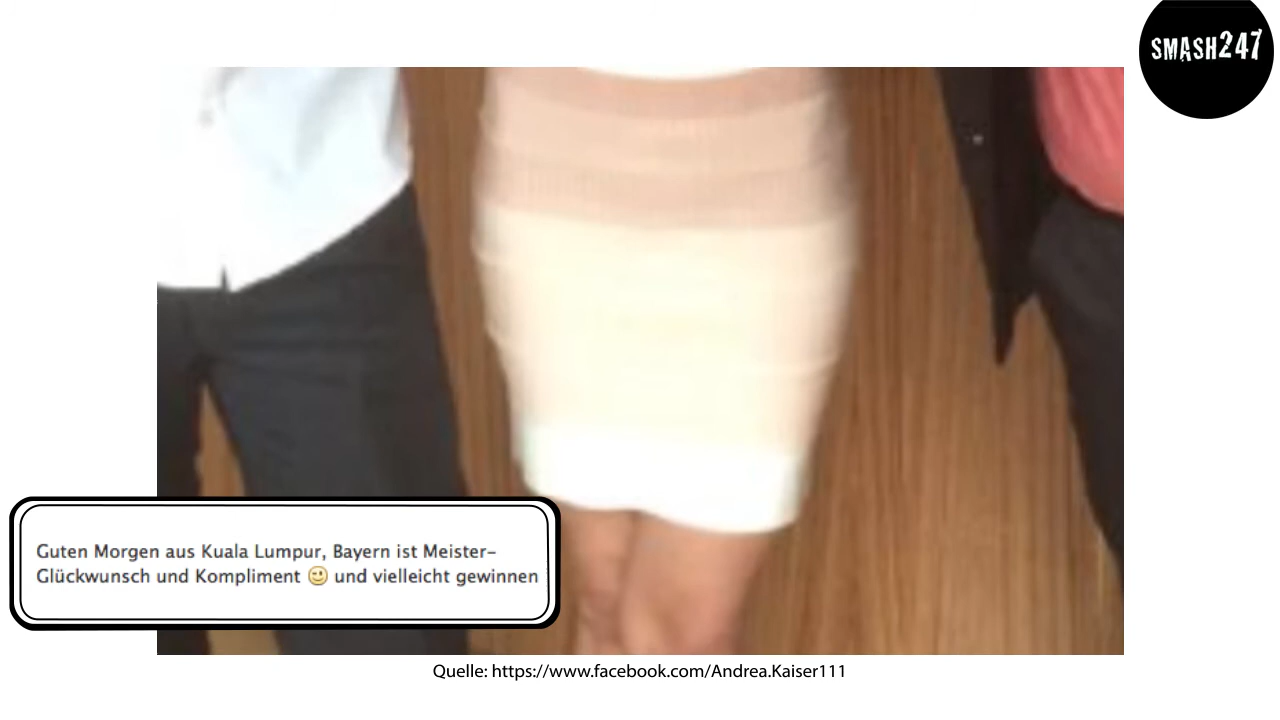 SMASH247
Guten Morgen aus Kuala Lumpur, Bayern ist Meister-
Glückwunsch und Kompliment 😉 und vielleicht gewinnen
Quelle: https://www.facebook.com/Andrea.Kaiser111